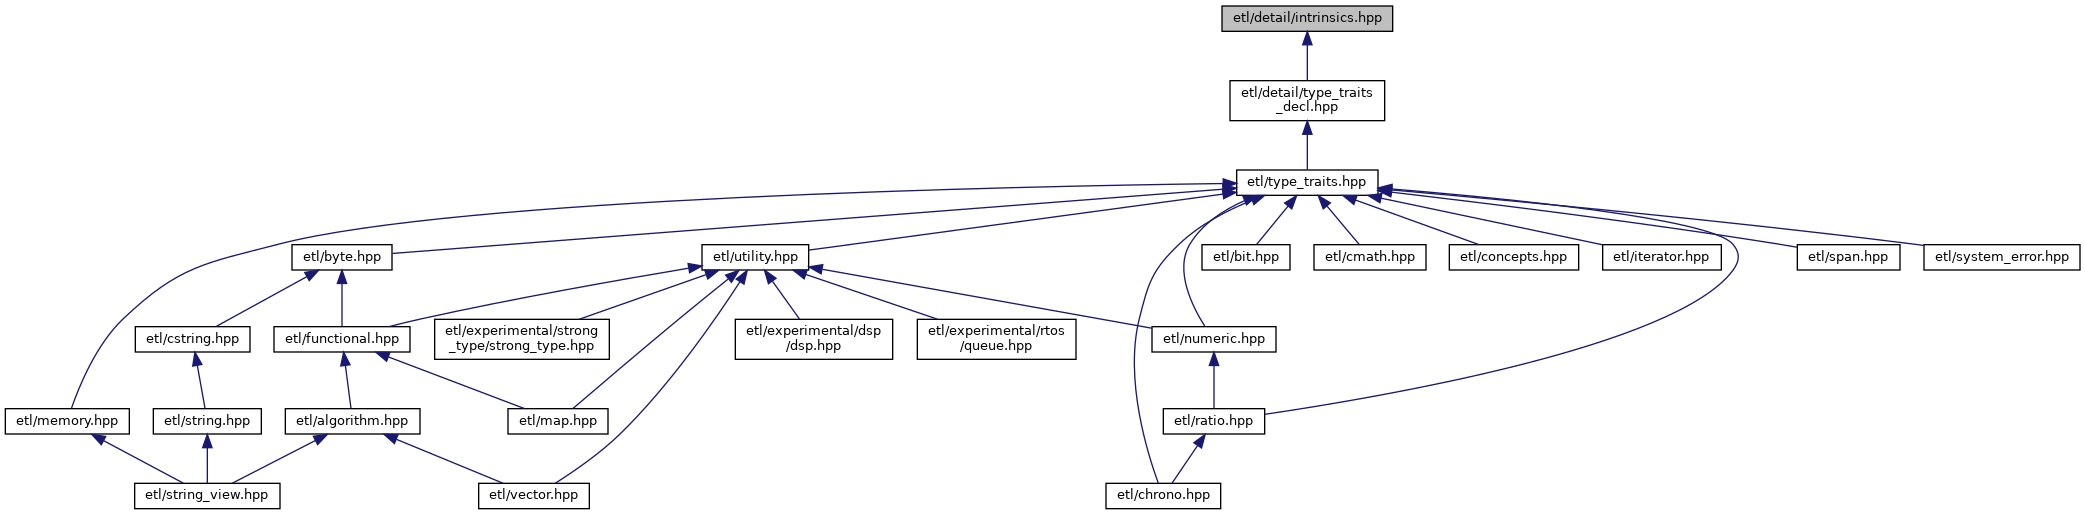 etl/detail/intrinsics.hpp
etl/detail/type_traits
_decl.hpp
etl/type_traits.hpp
etl/byte.hpp
etl/utility.hpp
etl/bit.hpp
etl/cmath.hpp
etl/concepts.hpp
etl/iterator.hpp
etl/span.hpp
etl/system_error.hpp
etl/cstring.hpp
etl/functional.hpp
etl/experimental/strong
_type/strong_type.hpp
etl/experimental/dsp
/dsp.hpp
etl/experimental/rtos
/queue.hpp
etl/numeric.hpp
etl/memory.hpp
etl/string.hpp
etl/algorithm.hpp
etl/map.hpp
etl/ratio.hpp
etl/string_view.hpp
etl/vector.hpp
etl/chrono.hpp